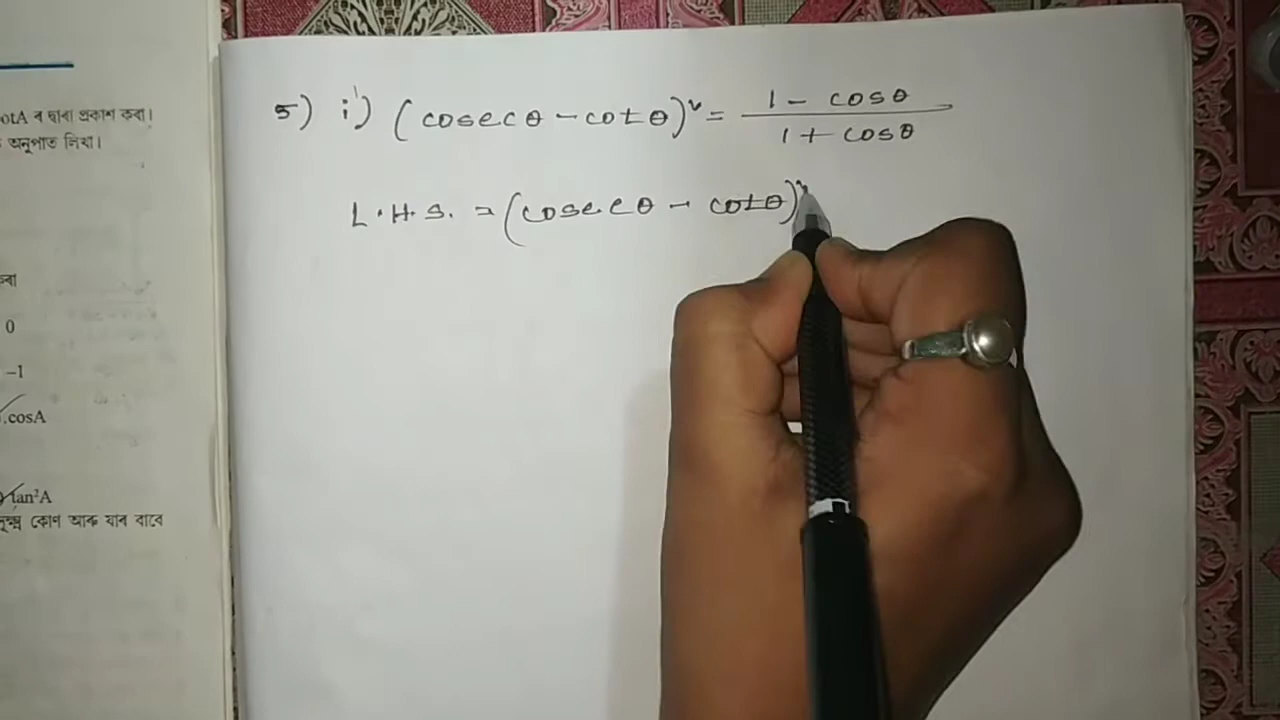 otA ৰ দ্বাৰা প্ৰকাশ কৰা।
অনুপাত লিখা।
0
–1
.cosA
tan²A
কোণ আৰু যাৰ বাবে
5) i) (cosecθ – cotθ)² = 1 – cosθ / 1 + cosθ
L.H.S. = (cosecθ – cotθ)²